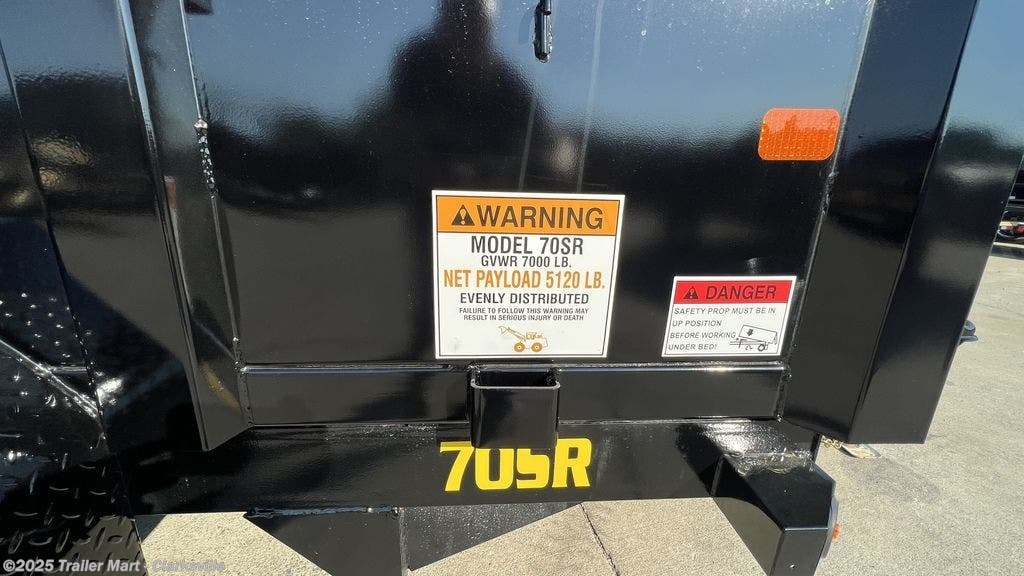 WARNING
MODEL 70SR
GVWR 7000 LB.
NET PAYLOAD 5120 LB.
EVENLY DISTRIBUTED
FAILURE TO FOLLOW THIS WARNING MAY
RESULT IN SERIOUS INJURY OR DEATH
DANGER
SAFETY PROP MUST BE IN
UP POSITION
BEFORE WORKING
UNDER BED!
70SR
©2025 Trailer Mart - Clarksville